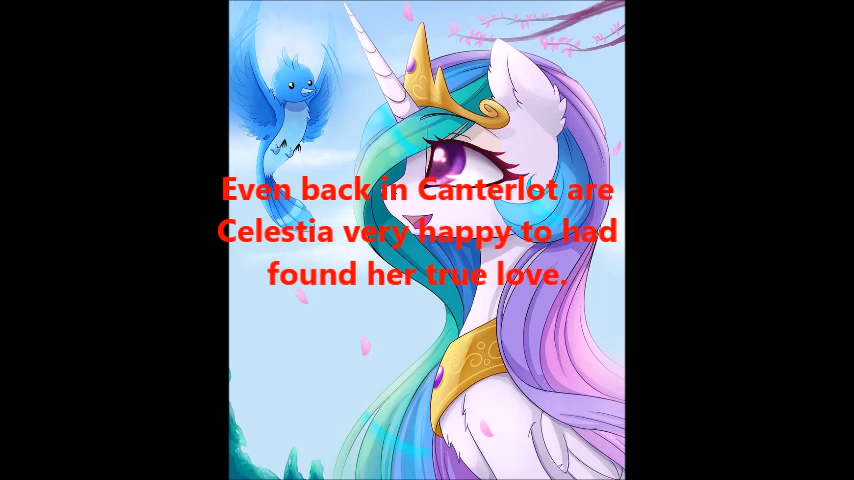 Even back in Canterlot are
Celestia very happy to had
found her true love.